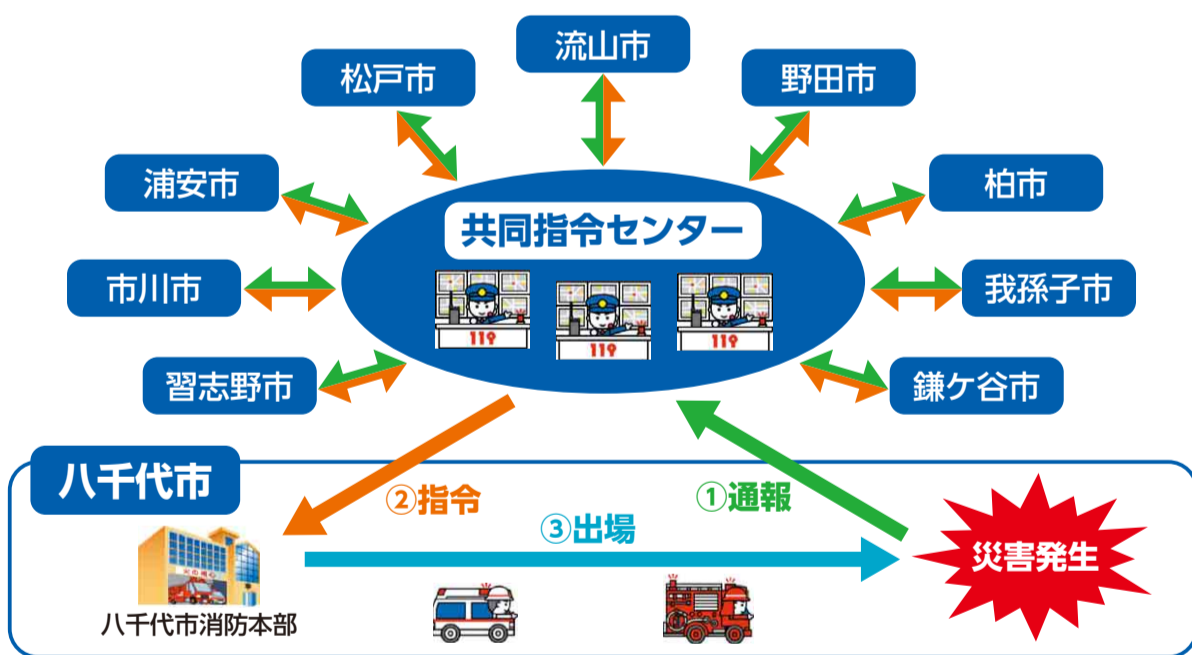 流山市
松戸市
野田市
浦安市
柏市
共同指令センター
市川市
我孫子市
119
119
119
習志野市
鎌ケ谷市
八千代市
②指令
①通報
③出場
災害発生
八千代市消防本部